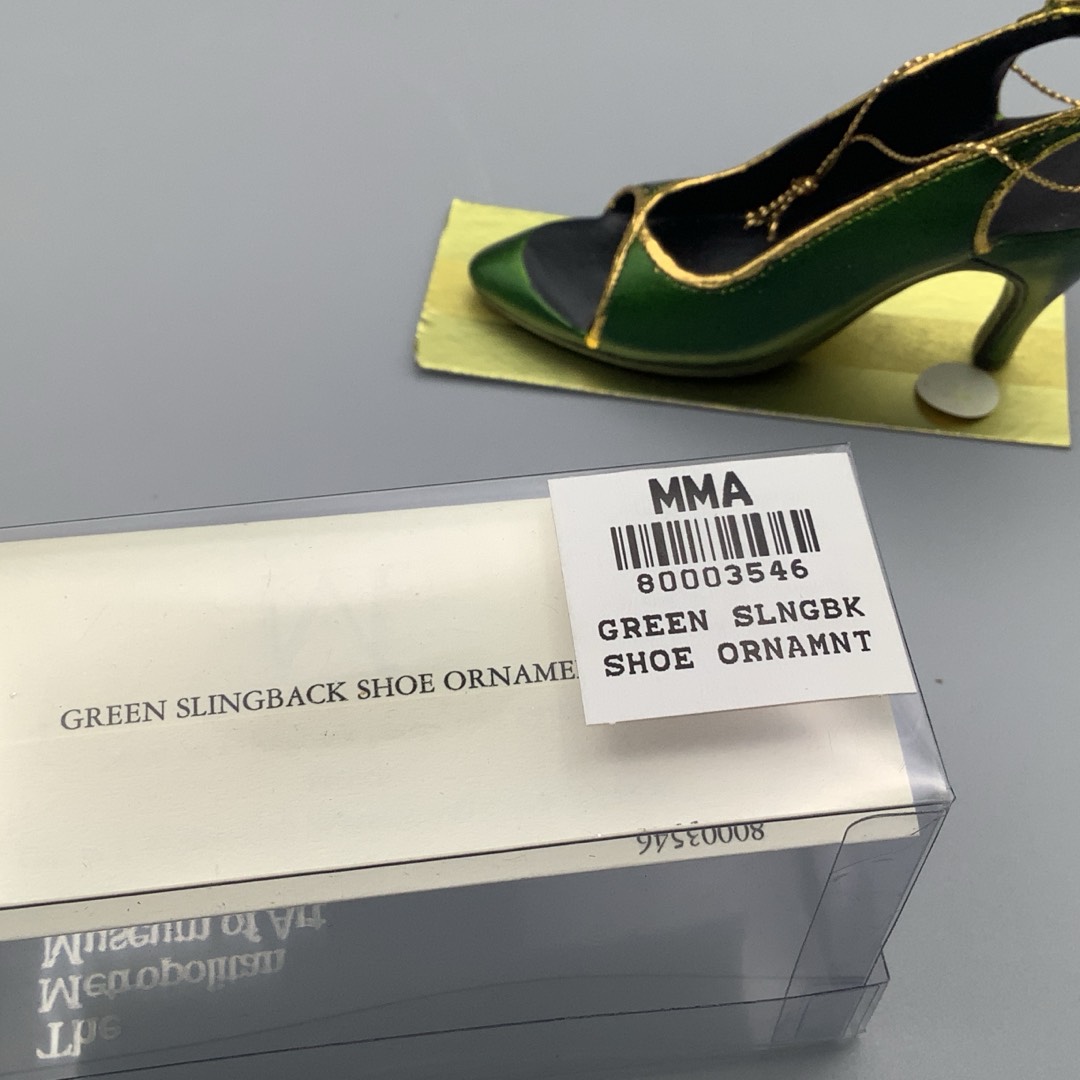 MMA
80003546
GREEN SLNGBK
SHOE ORNAMNT
GREEN SLINGBACK SHOE ORNAME
80003546
The
Metropolitan
Museum of Art